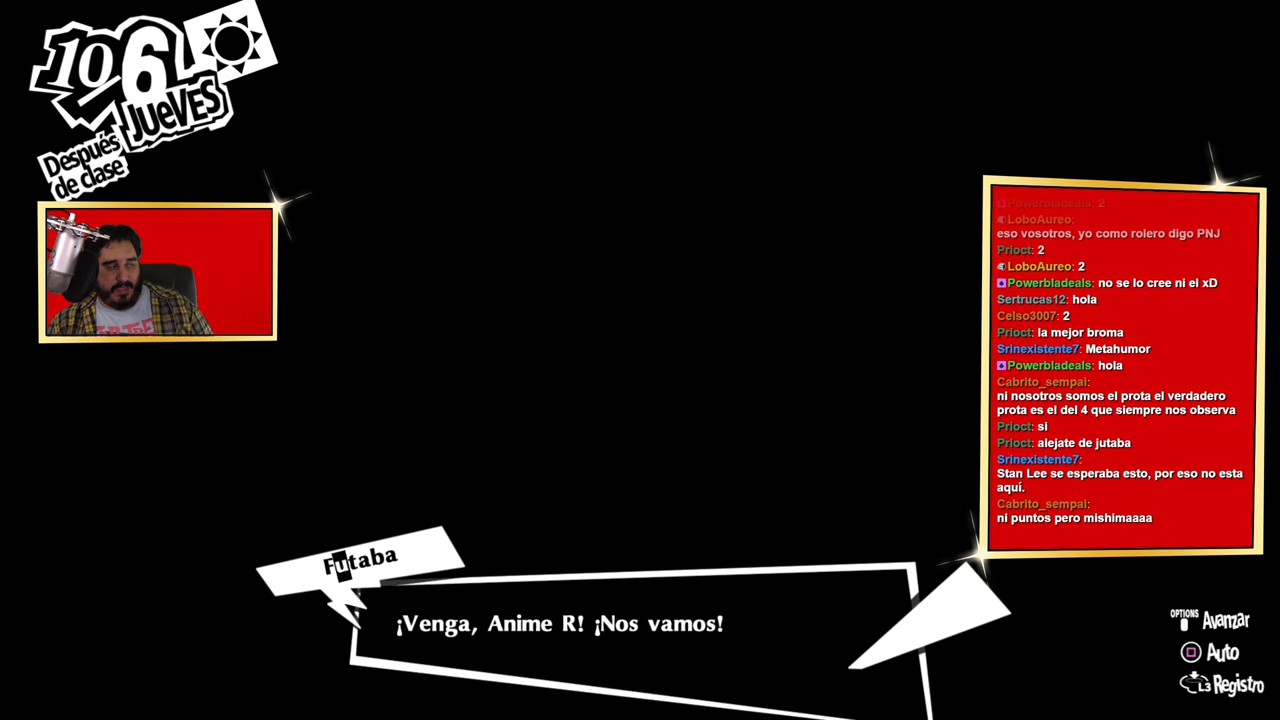 10/6
Jueves
Después
de clase
Powerbladeals: 2
LoboAureo:
eso vosotros, yo como rolero digo PNJ
Prioct: 2
LoboAureo: 2
Powerbladeals: no se lo cree ni el xD
Sertrucas12: hola
Celso3007: 2
Prioct: la mejor broma
Srinexistente7: Metahumor
Powerbladeals: hola
Cabrito_sempai:
ni nosotros somos el prota el verdadero
prota es el del 4 que siempre nos observa
Prioct: si
Prioct: alejate de jutaba
Srinexistente7:
Stan Lee se esperaba esto, por eso no esta
aquí.
Cabrito_sempai:
ni puntos pero mishimaaaa
Futaba
¡Venga, Anime R! ¡Nos vamos!
OPTIONS Avanzar
Auto
L3 Registro